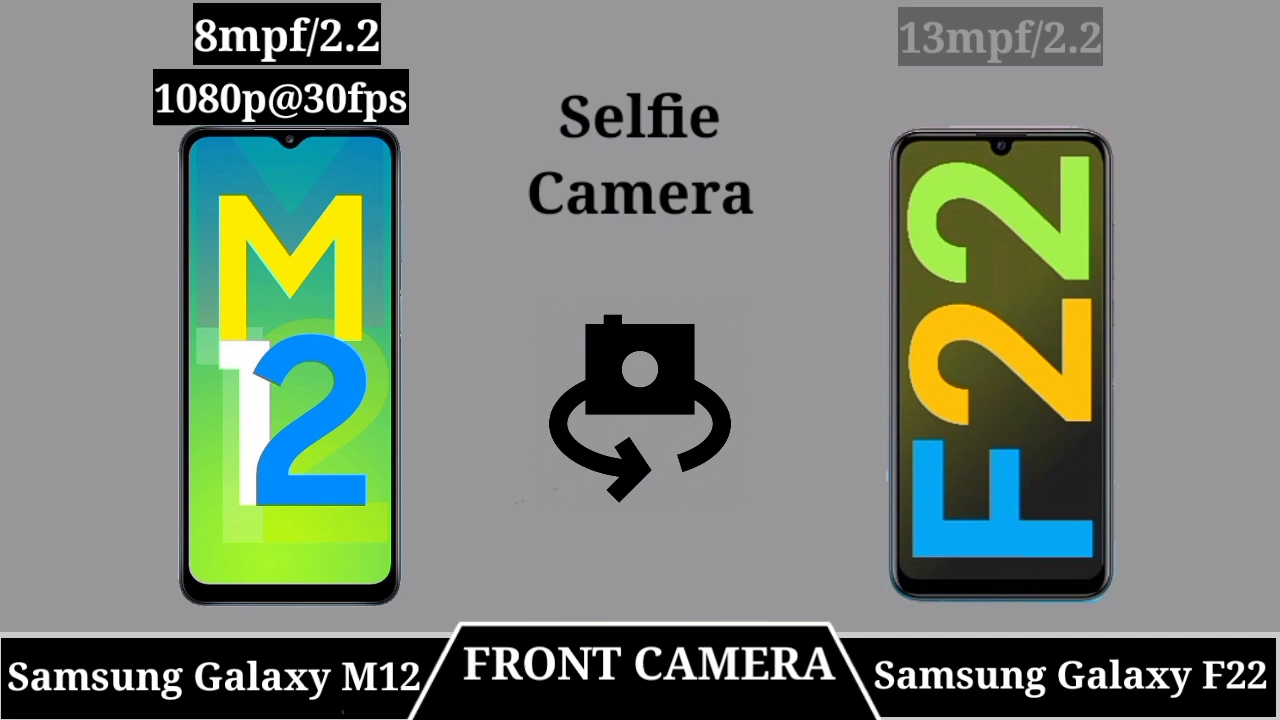 8mpf/2.2
1080p@30fps
13mpf/2.2
Selfie
Camera
M
12
F22
Samsung Galaxy M12
FRONT CAMERA
Samsung Galaxy F22